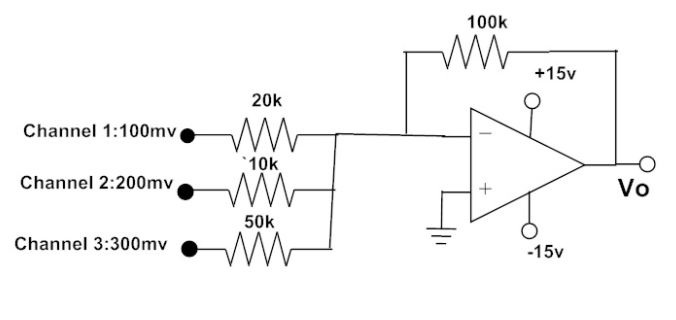 100k
+15v
20k
Channel 1:100mv
−
`10k
Channel 2:200mv
+
Vo
50k
Channel 3:300mv
-15v